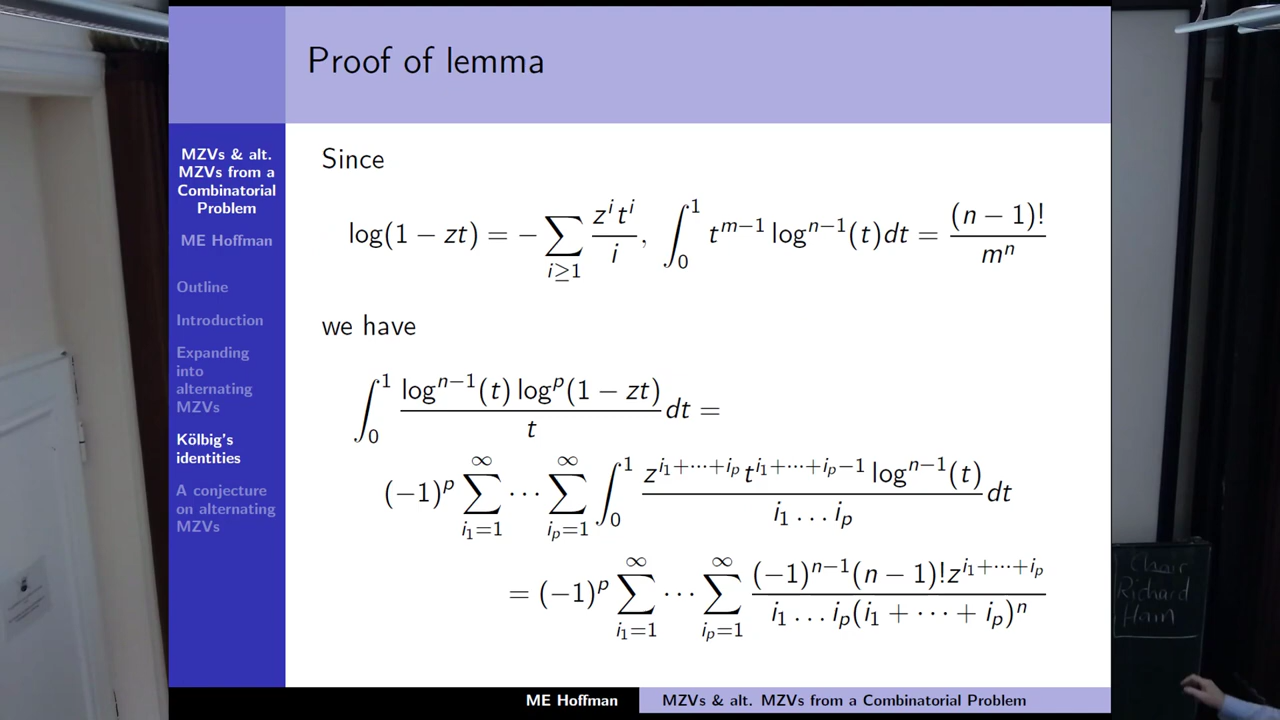 Proof of lemma
MZVs & alt.
MZVs from a
Combinatorial
Problem
ME Hoffman
Outline
Introduction
Expanding
into
alternating
MZVs
Kölbig's
identities
A conjecture
on alternating
MZVs
Since
log(1 − zt) = − ∑_{i≥1} z^i t^i / i, ∫_0^1 t^{m−1} log^{n−1}(t)dt = (n − 1)! / m^n
we have
∫_0^1 log^{n−1}(t) log^p(1 − zt) / t dt =
(−1)^p ∑_{i_1=1}^∞ ⋯ ∑_{i_p=1}^∞ ∫_0^1 z^{i_1+⋯+i_p} t^{i_1+⋯+i_p−1} log^{n−1}(t) / i_1 … i_p dt
= (−1)^p ∑_{i_1=1}^∞ ⋯ ∑_{i_p=1}^∞ (−1)^{n−1}(n − 1)! z^{i_1+⋯+i_p} / i_1 … i_p(i_1 + ⋯ + i_p)^n
ME Hoffman
MZVs & alt. MZVs from a Combinatorial Problem
Chair
Richard
Hain